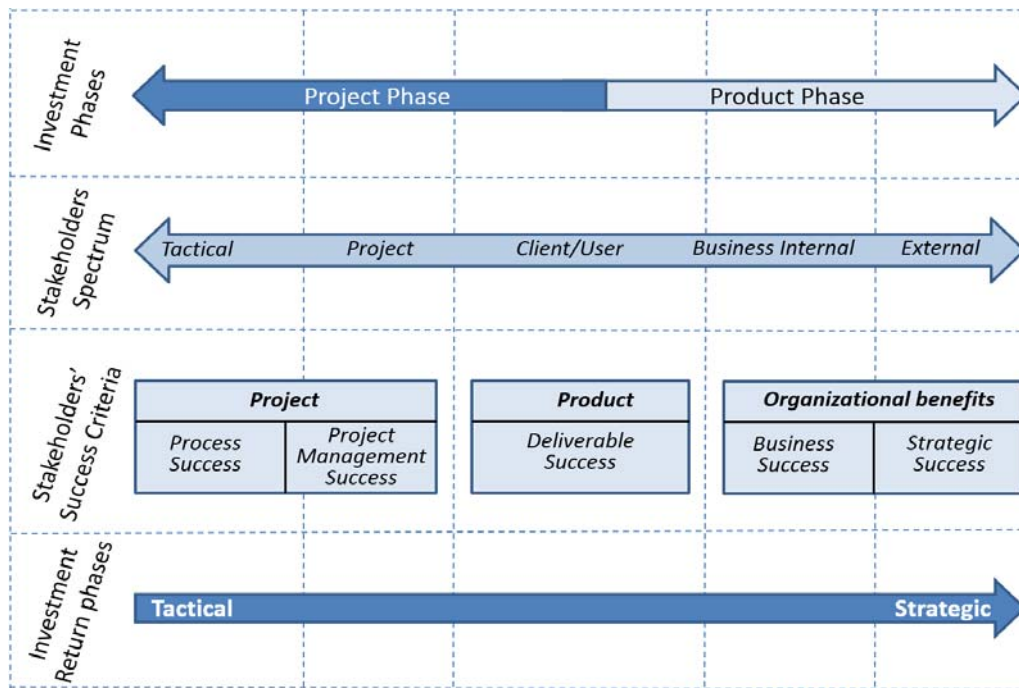 Investment
Phases
Project Phase
Product Phase
Stakeholders
Spectrum
Tactical
Project
Client/User
Business Internal
External
Stakeholders’
Success Criteria
Project
Process
Success
Project
Management
Success
Product
Deliverable
Success
Organizational benefits
Business
Success
Strategic
Success
Investment
Return phases
Tactical
Strategic